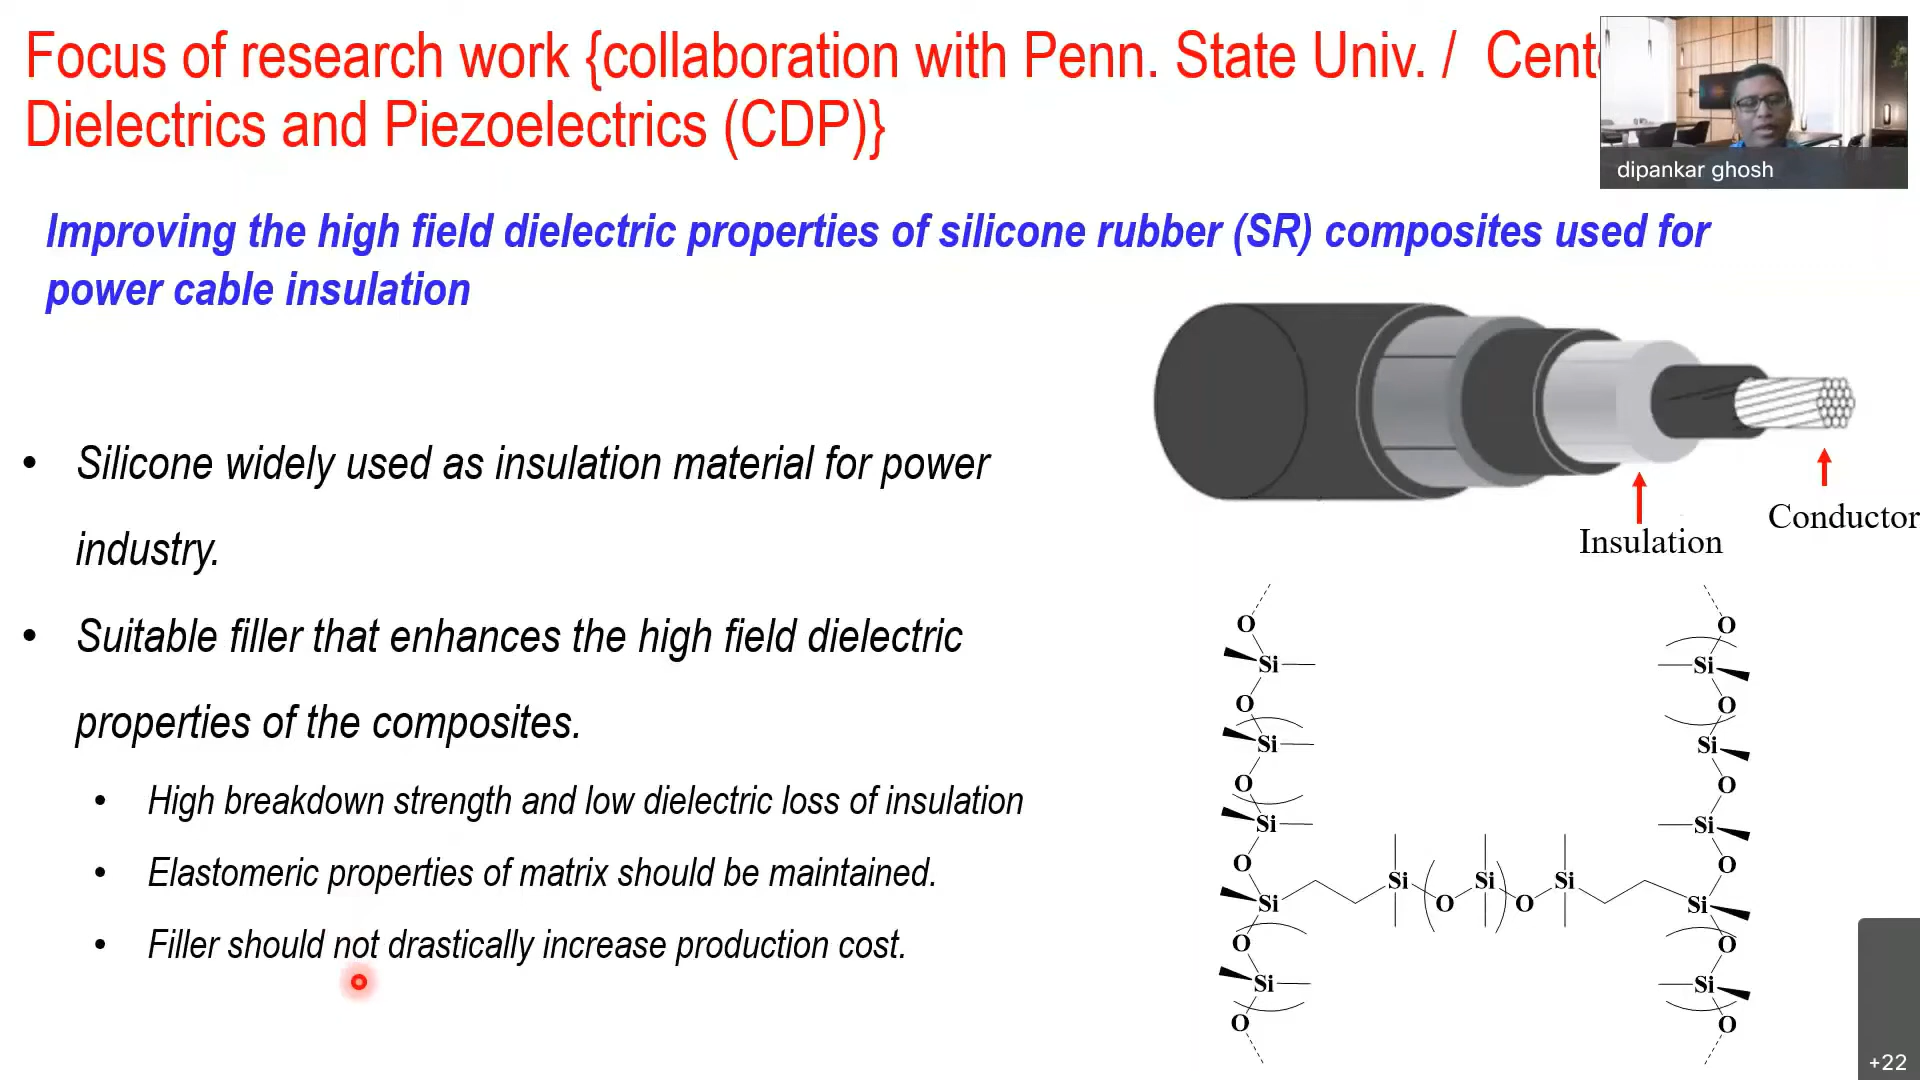 Focus of research work {collaboration with Penn. State Univ. / Cent
Dielectrics and Piezoelectrics (CDP)}
dipankar ghosh
Improving the high field dielectric properties of silicone rubber (SR) composites used for
power cable insulation
• Silicone widely used as insulation material for power
industry.
• Suitable filler that enhances the high field dielectric
properties of the composites.
• High breakdown strength and low dielectric loss of insulation
• Elastomeric properties of matrix should be maintained.
• Filler should not drastically increase production cost.
Conductor
Insulation
O
Si
O
Si
O
Si
O
Si
O
Si
O
Si
O
Si
O
Si
O
Si
O
Si
O
Si
O
Si
O
Si
O
Si
O
+22